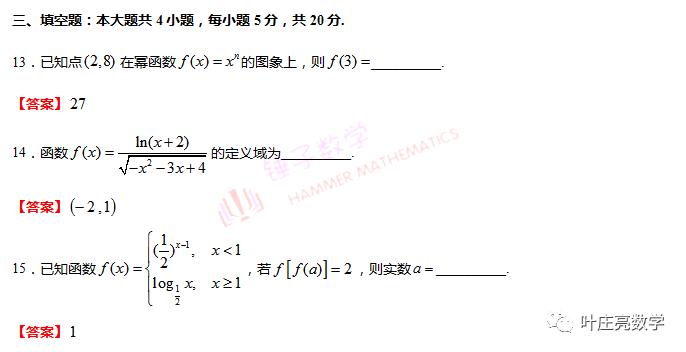 三、填空题：本大题共 4 小题，每小题 5 分，共 20 分.
13．已知点 (2,8) 在幂函数 f(x) = xⁿ 的图象上，则 f(3) = __________.
【答案】27
14．函数 f(x) = ln(x+2) / √(-x² - 3x + 4) 的定义域为__________.
【答案】(-2,1)
15．已知函数 f(x) = { (1/2)^(x-1), x < 1; log_(1/2) x, x ≥ 1 ，若 f[f(a)] = 2 ，则实数 a = __________.
【答案】1
锤子数学
HAMMER MATHEMATICS
叶庄亮数学